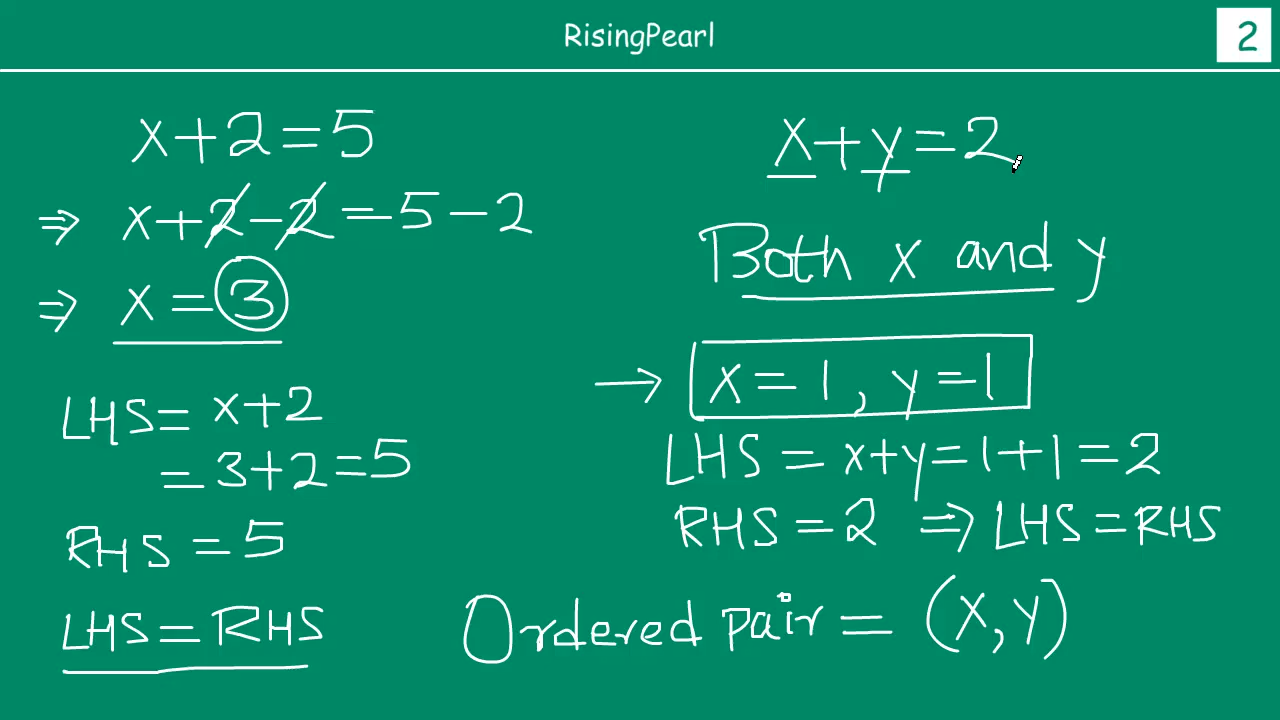 RisingPearl
2
x+2=5
⇒ x+2-2=5-2
⇒ x=3
LHS= x+2
= 3+2=5
RHS =5
LHS=RHS
x+y=2
Both x and y
→ x=1, y=1
LHS = x+y=1+1=2
RHS=2 ⇒ LHS=RHS
Ordered pair = (x,y)